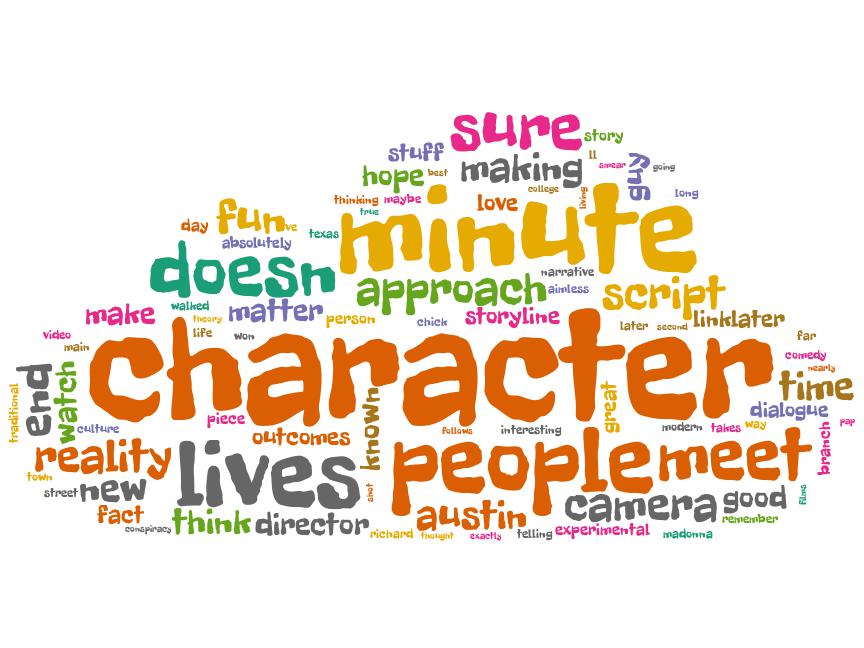 sure
story
stuff
making
ll
smear
guy
going
hope
best
college
living
long
thinking
maybe
love
true
minute
day
fun
ve
texas
absolutely
doesn
narrative
approach
aimless
script
make
walked
theory
matter
person
chick
storyline
later
second
linklater
video
main
life
won
far
comedy
nearly
character
traditional
end
watch
culture
piece
outcomes
known
follows
interesting
great
modern
takes
way
time
dialogue
pap
branch
reality
lives
people
meet
town
street
new
shot
camera
good
films
fact
conspiracy
think
director
austin
remember
richard
thought
exactly
telling
experimental
madonna